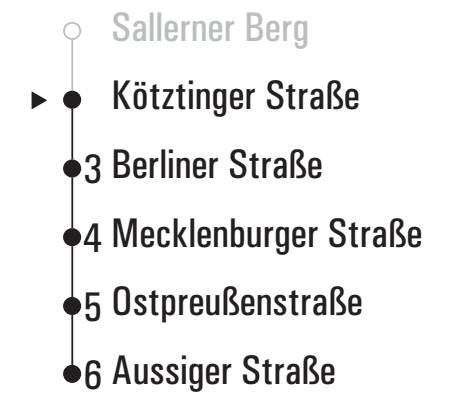 Sallerner Berg
Kötztinger Straße
3 Berliner Straße
4 Mecklenburger Straße
5 Ostpreußenstraße
6 Aussiger Straße